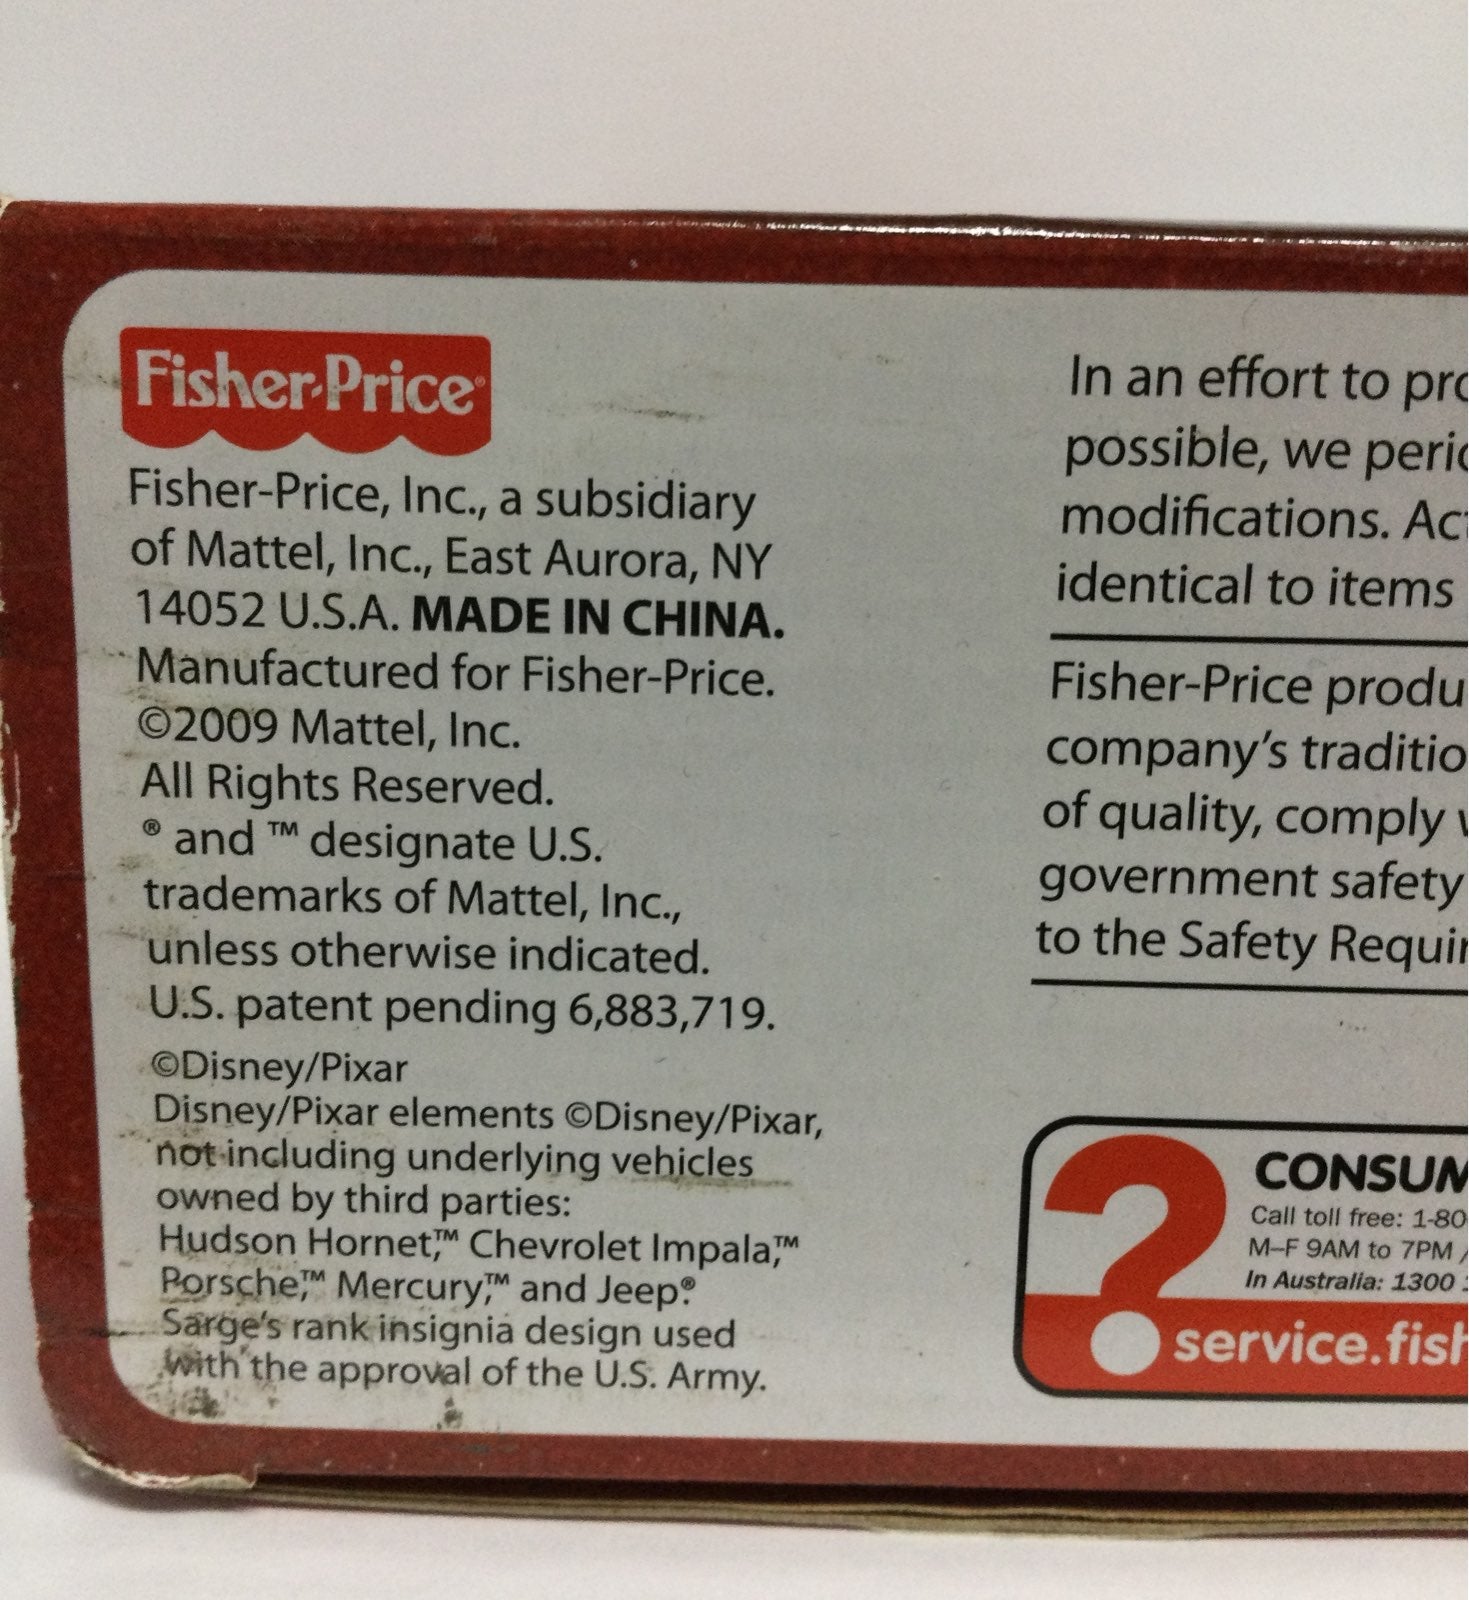 Fisher-Price®
Fisher-Price, Inc., a subsidiary
of Mattel, Inc., East Aurora, NY
14052 U.S.A. MADE IN CHINA.
Manufactured for Fisher-Price.
©2009 Mattel, Inc.
All Rights Reserved.
® and ™ designate U.S.
trademarks of Mattel, Inc.,
unless otherwise indicated.
U.S. patent pending 6,883,719.
©Disney/Pixar
Disney/Pixar elements ©Disney/Pixar,
not including underlying vehicles
owned by third parties:
Hudson Hornet,™ Chevrolet Impala,™
Porsche,™ Mercury,™ and Jeep.®
Sarge's rank insignia design used
with the approval of the U.S. Army.
In an effort to
possible, we
modifications.
identical to items
Fisher-Price
company's
of quality, comply
government safety
to the Safety
?
Call toll free:
M–F 9AM to 7PM /
In Australia: 1300